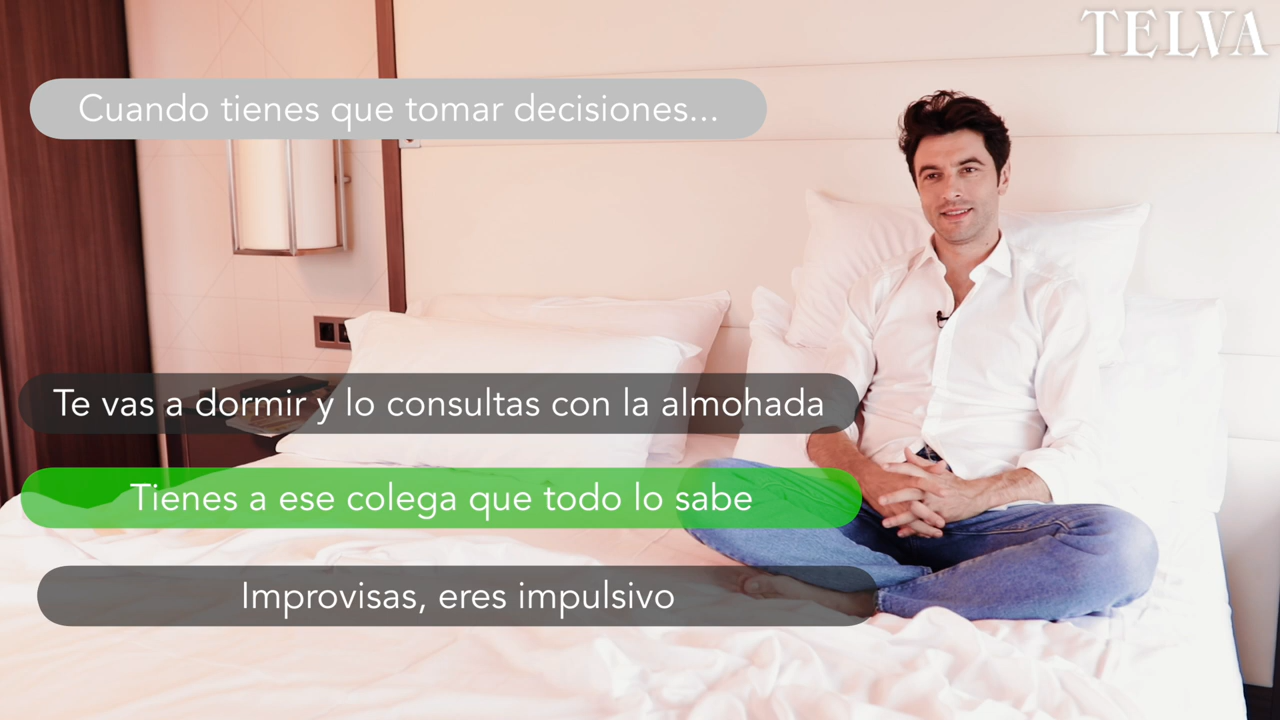 TELVA
Cuando tienes que tomar decisiones...
Te vas a dormir y lo consultas con la almohada
Tienes a ese colega que todo lo sabe
Improvisas, eres impulsivo